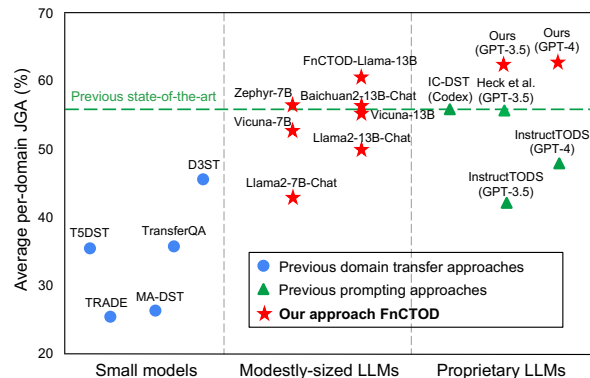 Average per-domain JGA (%)
70
60
50
40
30
20
Previous state-of-the-art
T5DST
TRADE
MA-DST
TransferQA
D3ST
Zephyr-7B
Vicuna-7B
Llama2-7B-Chat
FnCTOD-Llama-13B
Baichuan2-13B-Chat
Vicuna-13B
Llama2-13B-Chat
IC-DST
(Codex)
Heck et al.
(GPT-3.5)
Ours
(GPT-3.5)
Ours
(GPT-4)
InstructTODS
(GPT-4)
InstructTODS
(GPT-3.5)
Previous domain transfer approaches
Previous prompting approaches
Our approach FnCTOD
Small models
Modestly-sized LLMs
Proprietary LLMs